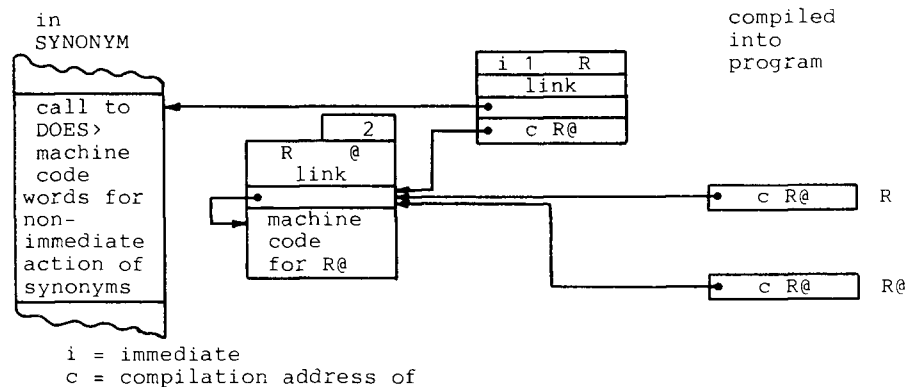 in
SYNONYM
call to
DOES>
machine
code
words for
non-
immediate
action of
synonyms
2
R @
link
machine
code
for R@
i 1 R
link
c R@
compiled
into
program
c R@ R
c R@ R@
i = immediate
c = compilation address of